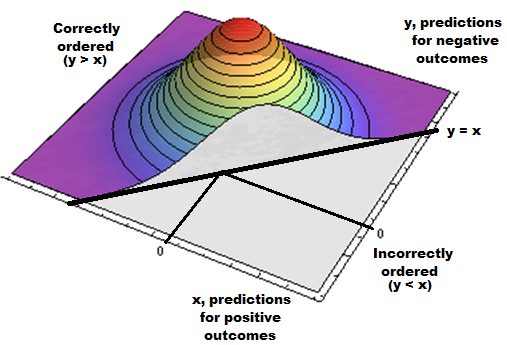 Correctly
ordered
(y > x)
y, predictions
for negative
outcomes
y = x
0
0
Incorrectly
ordered
(y < x)
x, predictions
for positive
outcomes